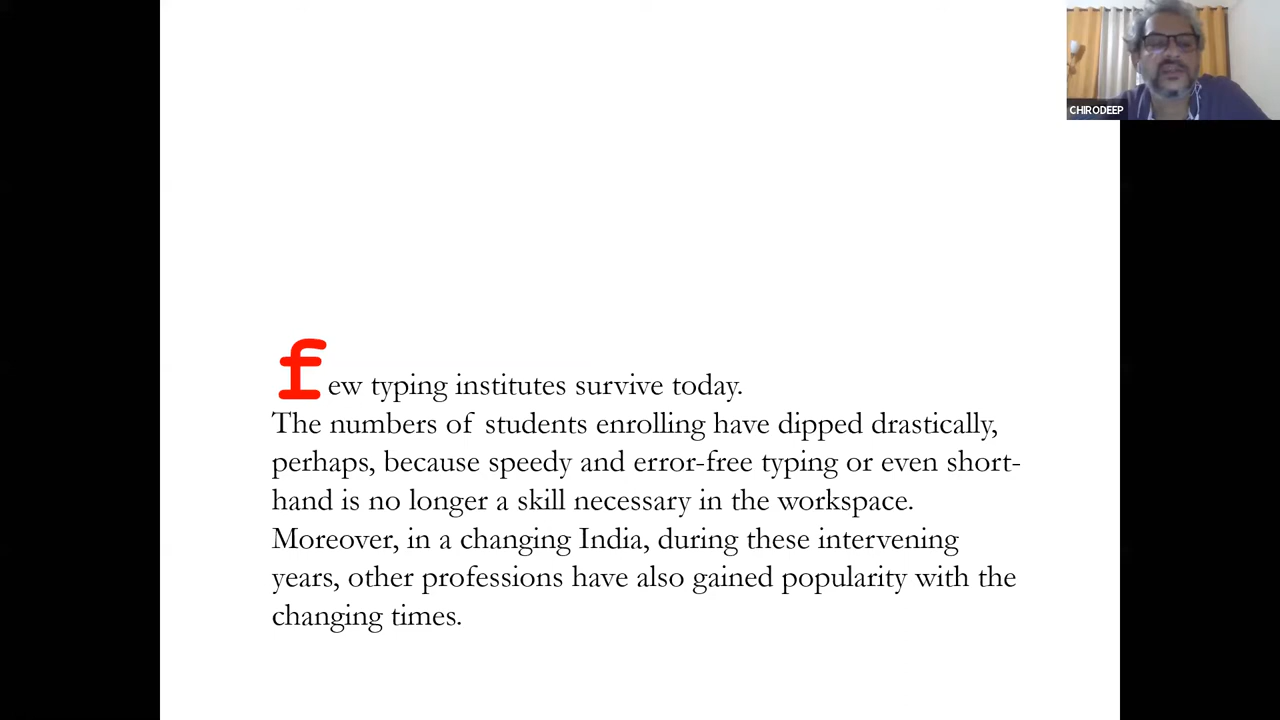 CHIRODEEP
few typing institutes survive today.
The numbers of students enrolling have dipped drastically,
perhaps, because speedy and error-free typing or even short-
hand is no longer a skill necessary in the workspace.
Moreover, in a changing India, during these intervening
years, other professions have also gained popularity with the
changing times.